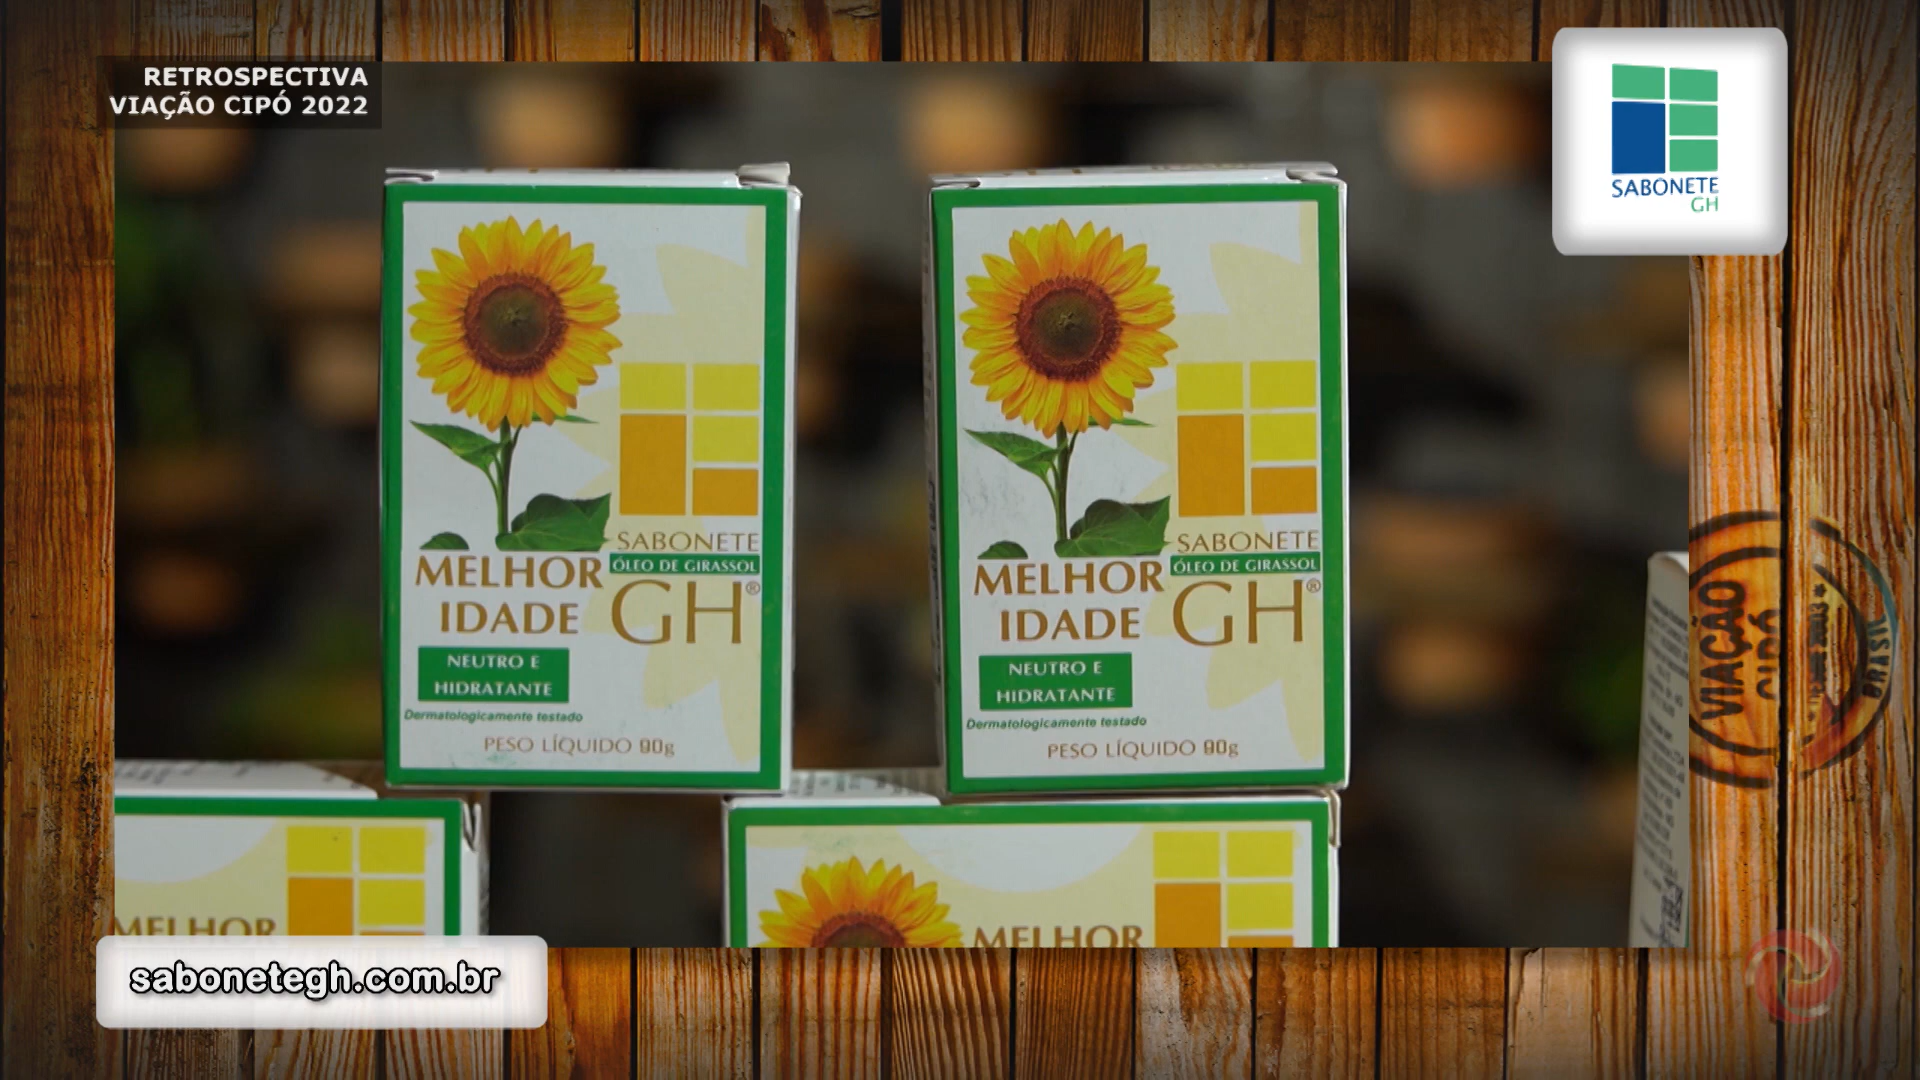 RETROSPECTIVA
VIAÇÃO CIPÓ 2022
SABONETE
GH
SABONETE
ÓLEO DE GIRASSOL
MELHOR
IDADE
GH®
NEUTRO E
HIDRATANTE
Dermatologicamente testado
PESO LÍQUIDO 90g
SABONETE
ÓLEO DE GIRASSOL
MELHOR
IDADE
GH®
NEUTRO E
HIDRATANTE
Dermatologicamente testado
PESO LÍQUIDO 90g
VIAÇÃO
CIPÓ
BRASIL
MELHOR
MELHOR
sabonetegh.com.br